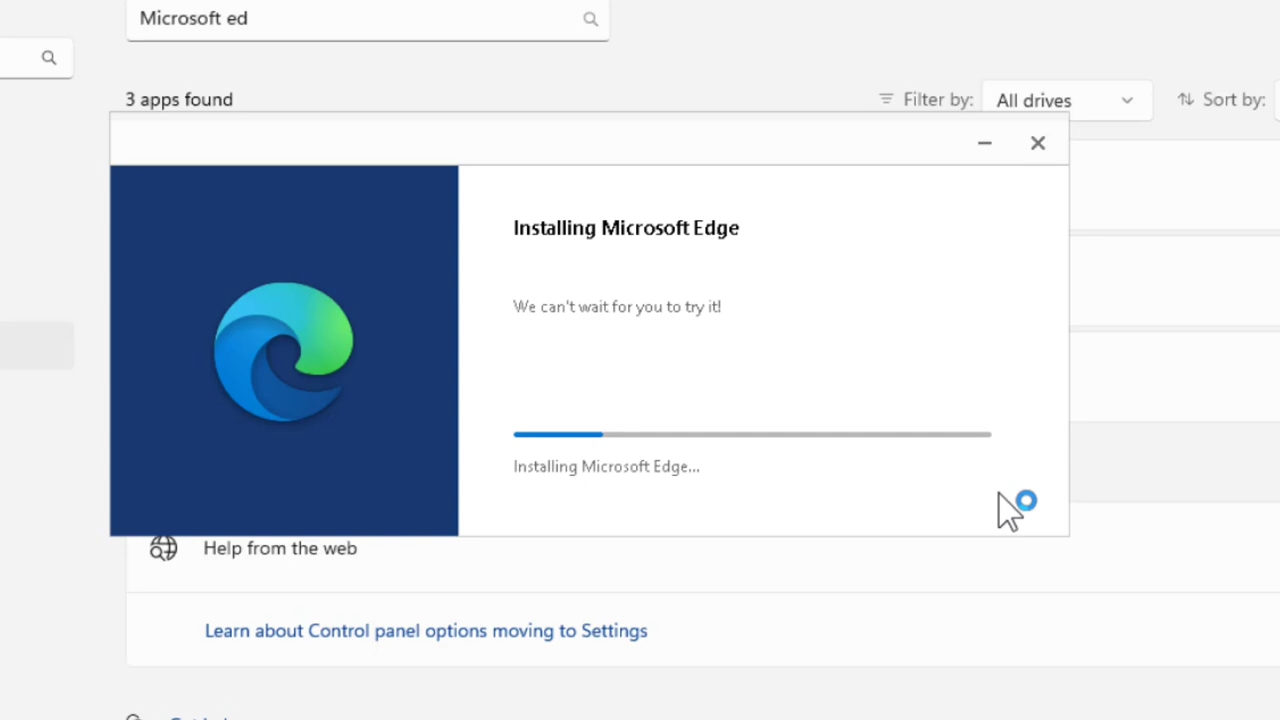 Microsoft ed
3 apps found
Filter by:
All drives
Sort by:
Installing Microsoft Edge
We can't wait for you to try it!
Installing Microsoft Edge...
Help from the web
Learn about Control panel options moving to Settings